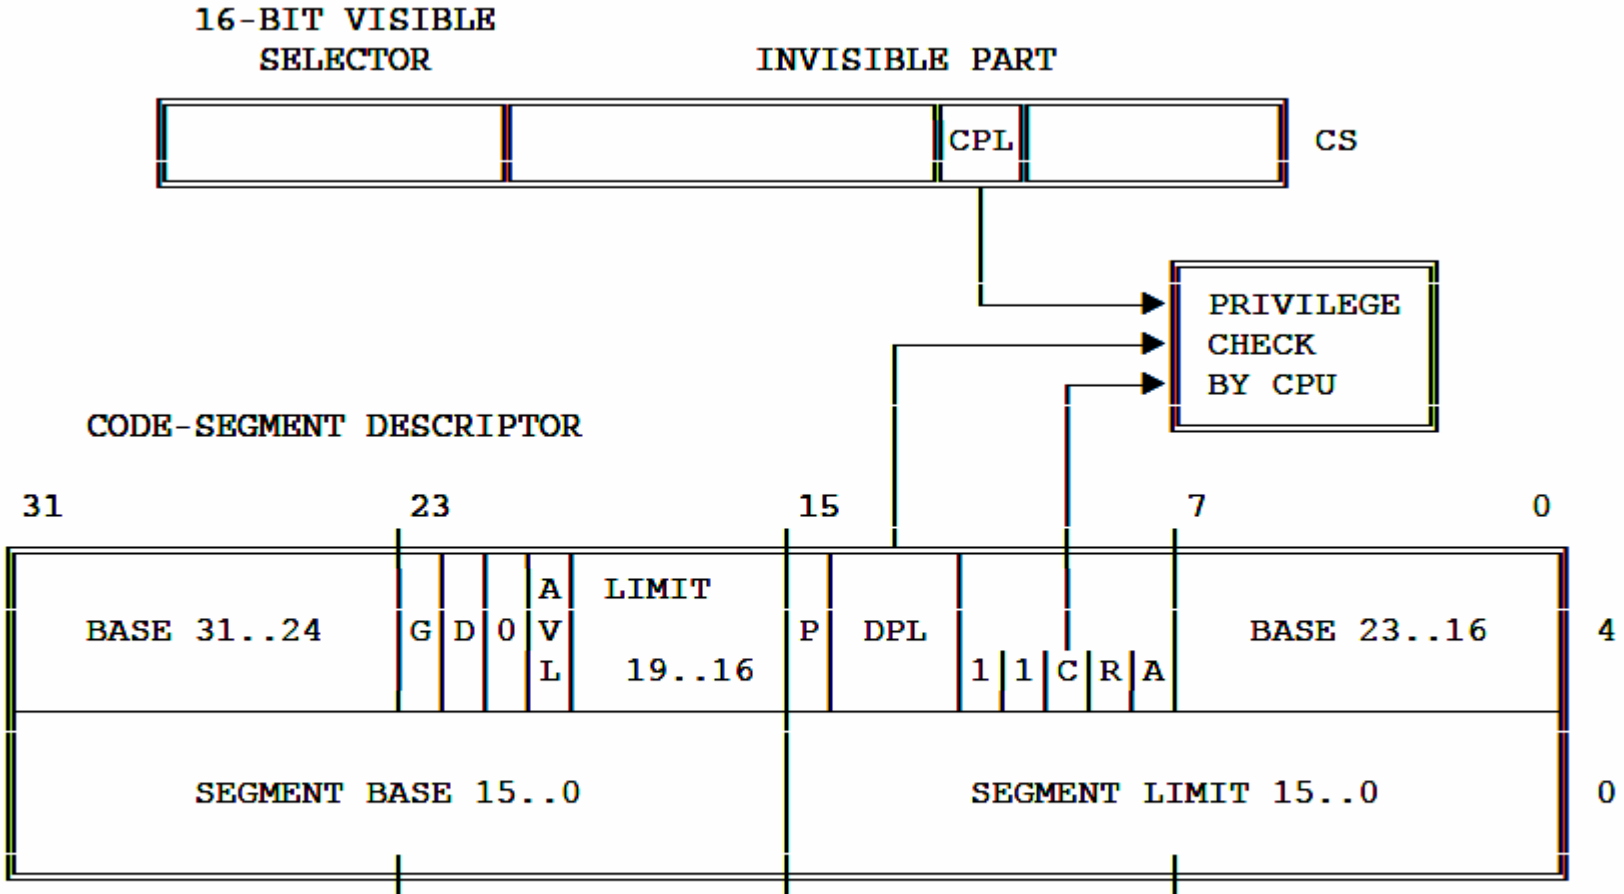 16-BIT VISIBLE
SELECTOR INVISIBLE PART
CPL CS
PRIVILEGE
CHECK
BY CPU
CODE-SEGMENT DESCRIPTOR
31 23 15 7 0
A LIMIT
BASE 31..24 G D 0 V P DPL BASE 23..16 4
L 19..16 1 1 C R A
SEGMENT BASE 15..0 SEGMENT LIMIT 15..0 0